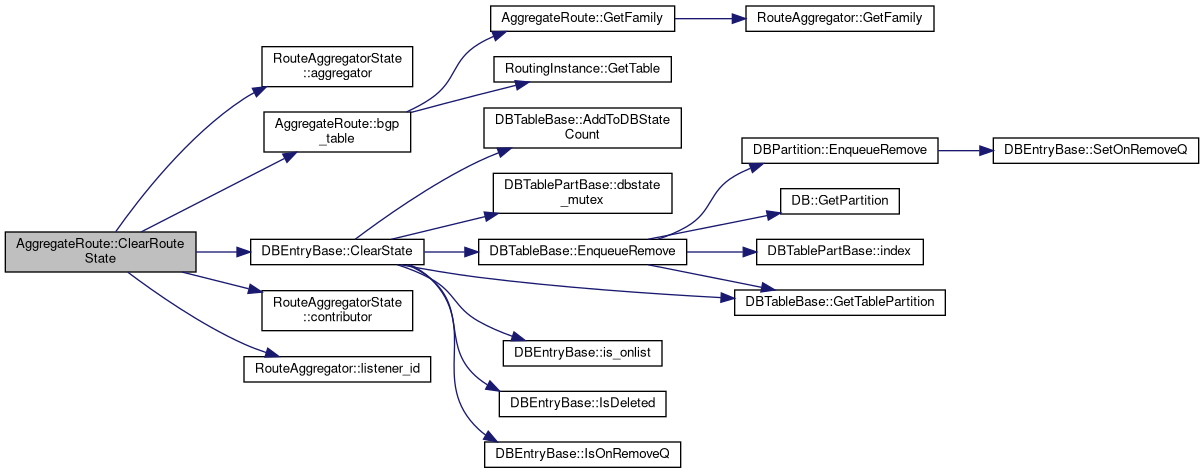 AggregateRoute::ClearRoute
State
RouteAggregatorState
::aggregator
AggregateRoute::bgp
_table
DBEntryBase::ClearState
RouteAggregatorState
::contributor
RouteAggregator::listener_id
AggregateRoute::GetFamily
RoutingInstance::GetTable
DBTableBase::AddToDBState
Count
DBTablePartBase::dbstate
_mutex
DBTableBase::EnqueueRemove
DBEntryBase::is_onlist
DBEntryBase::IsDeleted
DBEntryBase::IsOnRemoveQ
RouteAggregator::GetFamily
DBPartition::EnqueueRemove
DB::GetPartition
DBTablePartBase::index
DBTableBase::GetTablePartition
DBEntryBase::SetOnRemoveQ